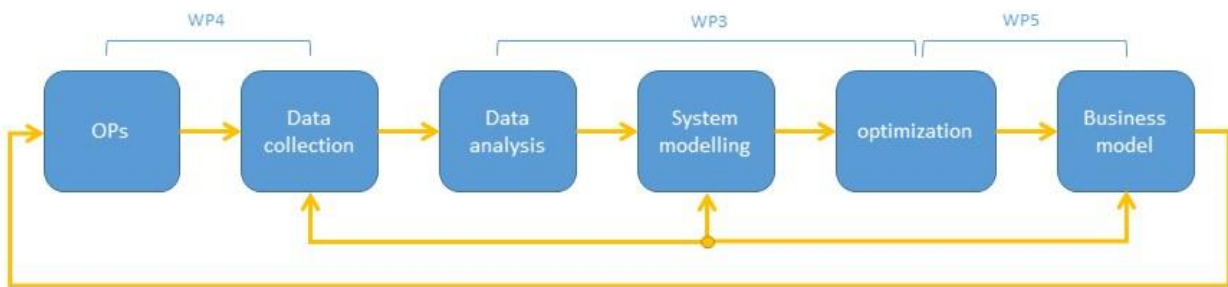 WP4
WP3
WP5
OPs
Data
collection
Data
analysis
System
modelling
optimization
Business
model